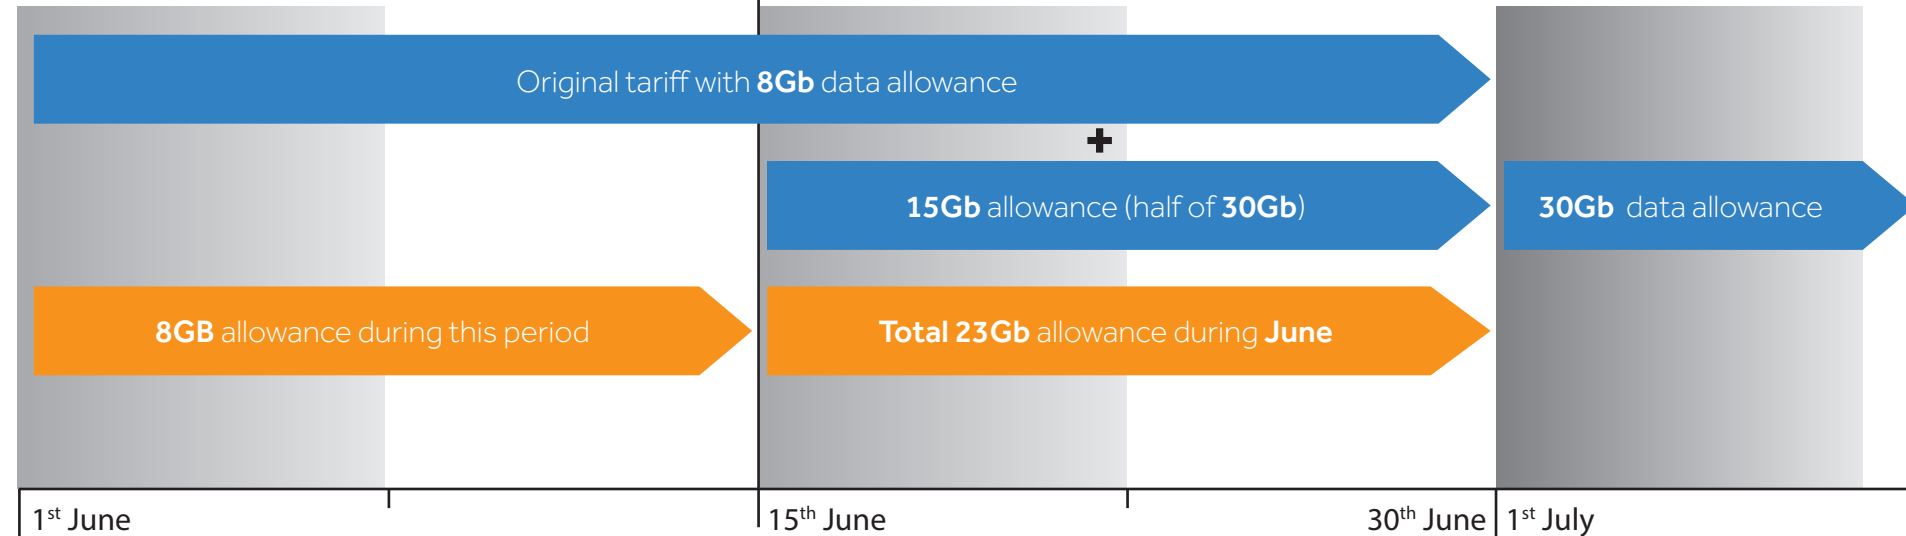 Original tariff with 8Gb data allowance
+
15Gb allowance (half of 30Gb)
30Gb data allowance
8GB allowance during this period
Total 23Gb allowance during June
1st June
15th June
30th June
1st July